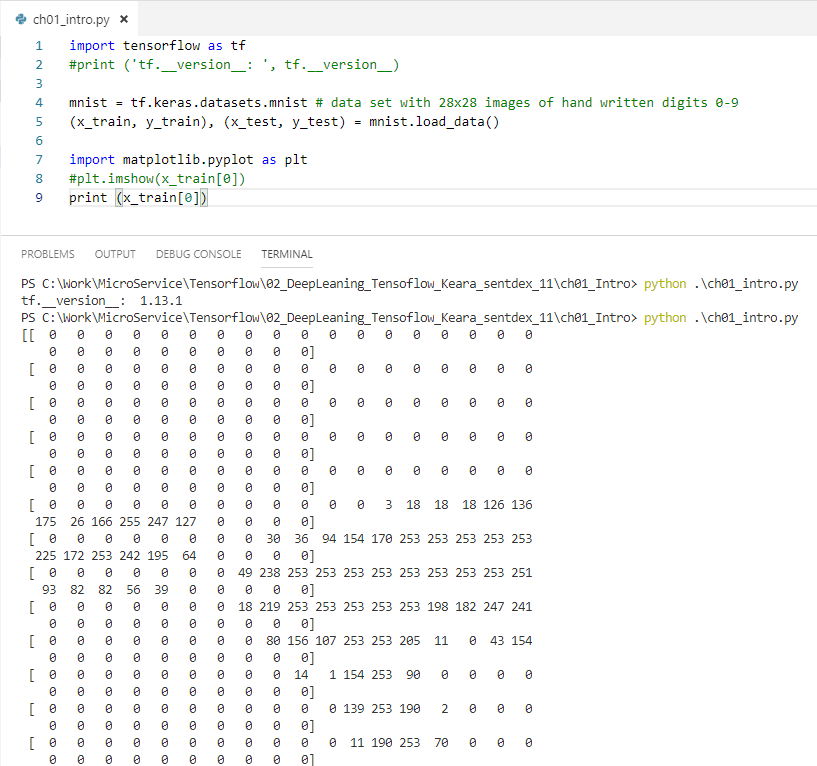 ch01_intro.py ×
1 import tensorflow as tf
2 #print ('tf.__version__: ', tf.__version__)
3
4 mnist = tf.keras.datasets.mnist # data set with 28x28 images of hand written digits 0-9
5 (x_train, y_train), (x_test, y_test) = mnist.load_data()
6
7 import matplotlib.pyplot as plt
8 #plt.imshow(x_train[0])
9 print (x_train[0])
PROBLEMS OUTPUT DEBUG CONSOLE TERMINAL
PS C:\Work\MicroService\Tensorflow\02_DeepLeaning_Tensoflow_Keara_sentdex_11\ch01_Intro> python .\ch01_intro.py
tf.__version__:  1.13.1
PS C:\Work\MicroService\Tensorflow\02_DeepLeaning_Tensoflow_Keara_sentdex_11\ch01_Intro> python .\ch01_intro.py
[[ 0 0 0 0 0 0 0 0 0 0 0 0 0 0 0 0 0 0
0 0 0 0 0 0 0 0 0 0]
[ 0 0 0 0 0 0 0 0 0 0 0 0 0 0 0 0 0 0
0 0 0 0 0 0 0 0 0 0]
[ 0 0 0 0 0 0 0 0 0 0 0 0 0 0 0 0 0 0
0 0 0 0 0 0 0 0 0 0]
[ 0 0 0 0 0 0 0 0 0 0 0 0 0 0 0 0 0 0
0 0 0 0 0 0 0 0 0 0]
[ 0 0 0 0 0 0 0 0 0 0 0 0 0 0 0 0 0 0
0 0 0 0 0 0 0 0 0 0]
[ 0 0 0 0 0 0 0 0 0 0 0 0 3 18 18 18 126 136
175 26 166 255 247 127 0 0 0 0]
[ 0 0 0 0 0 0 0 0 30 36 94 154 170 253 253 253 253 253
225 172 253 242 195 64 0 0 0 0]
[ 0 0 0 0 0 0 0 49 238 253 253 253 253 253 253 253 253 251
93 82 82 56 39 0 0 0 0 0]
[ 0 0 0 0 0 0 0 18 219 253 253 253 253 253 198 182 247 241
0 0 0 0 0 0 0 0 0 0]
[ 0 0 0 0 0 0 0 0 80 156 107 253 253 205 11 0 43 154
0 0 0 0 0 0 0 0 0 0]
[ 0 0 0 0 0 0 0 0 0 14 1 154 253 90 0 0 0 0
0 0 0 0 0 0 0 0 0 0]
[ 0 0 0 0 0 0 0 0 0 0 0 139 253 190 2 0 0 0
0 0 0 0 0 0 0 0 0 0]
[ 0 0 0 0 0 0 0 0 0 0 0 11 190 253 70 0 0 0
0 0 0 0 0 0 0 0 0 0]